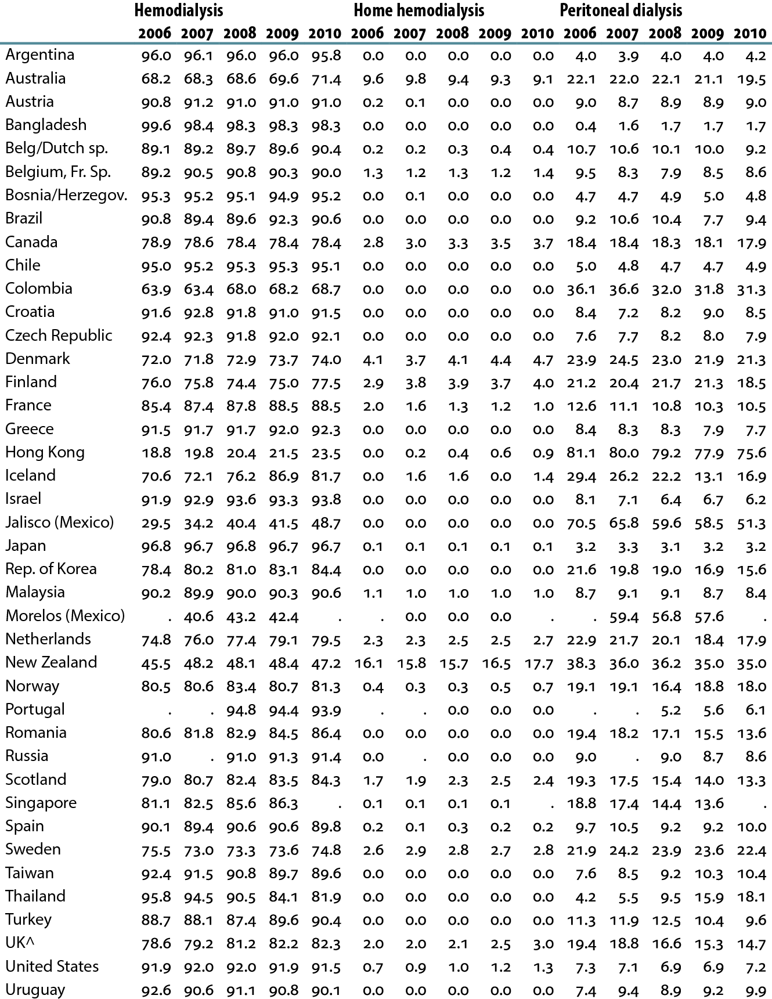 Hemodialysis Home hemodialysis Peritoneal dialysis
2006 2007 2008 2009 2010 2006 2007 2008 2009 2010 2006 2007 2008 2009 2010
Argentina 96.0 96.1 96.0 96.0 95.8 0.0 0.0 0.0 0.0 0.0 4.0 3.9 4.0 4.0 4.2
Australia 68.2 68.3 68.6 69.6 71.4 9.6 9.8 9.4 9.3 9.1 22.1 22.0 22.1 21.1 19.5
Austria 90.8 91.2 91.0 91.0 91.0 0.2 0.1 0.0 0.0 0.0 9.0 8.7 8.9 8.9 9.0
Bangladesh 99.6 98.4 98.3 98.3 98.3 0.0 0.0 0.0 0.0 0.0 0.4 1.6 1.7 1.7 1.7
Belg/Dutch sp. 89.1 89.2 89.7 89.6 90.4 0.2 0.2 0.3 0.4 0.4 10.7 10.6 10.1 10.0 9.2
Belgium, Fr. Sp. 89.2 90.5 90.8 90.3 90.0 1.3 1.2 1.3 1.2 1.4 9.5 8.3 7.9 8.5 8.6
Bosnia/Herzegov. 95.3 95.2 95.1 94.9 95.2 0.0 0.1 0.0 0.0 0.0 4.7 4.7 4.9 5.0 4.8
Brazil 90.8 89.4 89.6 92.3 90.6 0.0 0.0 0.0 0.0 0.0 9.2 10.6 10.4 7.7 9.4
Canada 78.9 78.6 78.4 78.4 78.4 2.8 3.0 3.3 3.5 3.7 18.4 18.4 18.3 18.1 17.9
Chile 95.0 95.2 95.3 95.3 95.1 0.0 0.0 0.0 0.0 0.0 5.0 4.8 4.7 4.7 4.9
Colombia 63.9 63.4 68.0 68.2 68.7 0.0 0.0 0.0 0.0 0.0 36.1 36.6 32.0 31.8 31.3
Croatia 91.6 92.8 91.8 91.0 91.5 0.0 0.0 0.0 0.0 0.0 8.4 7.2 8.2 9.0 8.5
Czech Republic 92.4 92.3 91.8 92.0 92.1 0.0 0.0 0.0 0.0 0.0 7.6 7.7 8.2 8.0 7.9
Denmark 72.0 71.8 72.9 73.7 74.0 4.1 3.7 4.1 4.4 4.7 23.9 24.5 23.0 21.9 21.3
Finland 76.0 75.8 74.4 75.0 77.5 2.9 3.8 3.9 3.7 4.0 21.2 20.4 21.7 21.3 18.5
France 85.4 87.4 87.8 88.5 88.5 2.0 1.6 1.3 1.2 1.0 12.6 11.1 10.8 10.3 10.5
Greece 91.5 91.7 91.7 92.0 92.3 0.0 0.0 0.0 0.0 0.0 8.4 8.3 8.3 7.9 7.7
Hong Kong 18.8 19.8 20.4 21.5 23.5 0.0 0.2 0.4 0.6 0.9 81.1 80.0 79.2 77.9 75.6
Iceland 70.6 72.1 76.2 86.9 81.7 0.0 1.6 1.6 0.0 1.4 29.4 26.2 22.2 13.1 16.9
Israel 91.9 92.9 93.6 93.3 93.8 0.0 0.0 0.0 0.0 0.0 8.1 7.1 6.4 6.7 6.2
Jalisco (Mexico) 29.5 34.2 40.4 41.5 48.7 0.0 0.0 0.0 0.0 0.0 70.5 65.8 59.6 58.5 51.3
Japan 96.8 96.7 96.8 96.7 96.7 0.1 0.1 0.1 0.1 0.1 3.2 3.3 3.1 3.2 3.2
Rep. of Korea 78.4 80.2 81.0 83.1 84.4 0.0 0.0 0.0 0.0 0.0 21.6 19.8 19.0 16.9 15.6
Malaysia 90.2 89.9 90.0 90.3 90.6 1.1 1.0 1.0 1.0 1.0 8.7 9.1 9.1 8.7 8.4
Morelos (Mexico) . 40.6 43.2 42.4 . . 0.0 0.0 0.0 . . 59.4 56.8 57.6 .
Netherlands 74.8 76.0 77.4 79.1 79.5 2.3 2.3 2.5 2.5 2.7 22.9 21.7 20.1 18.4 17.9
New Zealand 45.5 48.2 48.1 48.4 47.2 16.1 15.8 15.7 16.5 17.7 38.3 36.0 36.2 35.0 35.0
Norway 80.5 80.6 83.4 80.7 81.3 0.4 0.3 0.3 0.5 0.7 19.1 19.1 16.4 18.8 18.0
Portugal . . 94.8 94.4 93.9 . . 0.0 0.0 0.0 . . 5.2 5.6 6.1
Romania 80.6 81.8 82.9 84.5 86.4 0.0 0.0 0.0 0.0 0.0 19.4 18.2 17.1 15.5 13.6
Russia 91.0 . 91.0 91.3 91.4 0.0 . 0.0 0.0 0.0 9.0 . 9.0 8.7 8.6
Scotland 79.0 80.7 82.4 83.5 84.3 1.7 1.9 2.3 2.5 2.4 19.3 17.5 15.4 14.0 13.3
Singapore 81.1 82.5 85.6 86.3 . 0.1 0.1 0.1 0.1 . 18.8 17.4 14.4 13.6 .
Spain 90.1 89.4 90.6 90.6 89.8 0.2 0.1 0.3 0.2 0.2 9.7 10.5 9.2 9.2 10.0
Sweden 75.5 73.0 73.3 73.6 74.8 2.6 2.9 2.8 2.7 2.8 21.9 24.2 23.9 23.6 22.4
Taiwan 92.4 91.5 90.8 89.7 89.6 0.0 0.0 0.0 0.0 0.0 7.6 8.5 9.2 10.3 10.4
Thailand 95.8 94.5 90.5 84.1 81.9 0.0 0.0 0.0 0.0 0.0 4.2 5.5 9.5 15.9 18.1
Turkey 88.7 88.1 87.4 89.6 90.4 0.0 0.0 0.0 0.0 0.0 11.3 11.9 12.5 10.4 9.6
UK^ 78.6 79.2 81.2 82.2 82.3 2.0 2.0 2.1 2.5 3.0 19.4 18.8 16.6 15.3 14.7
United States 91.9 92.0 92.0 91.9 91.5 0.7 0.9 1.0 1.2 1.3 7.3 7.1 6.9 6.9 7.2
Uruguay 92.6 90.6 91.1 90.8 90.1 0.0 0.0 0.0 0.0 0.0 7.4 9.4 8.9 9.2 9.9